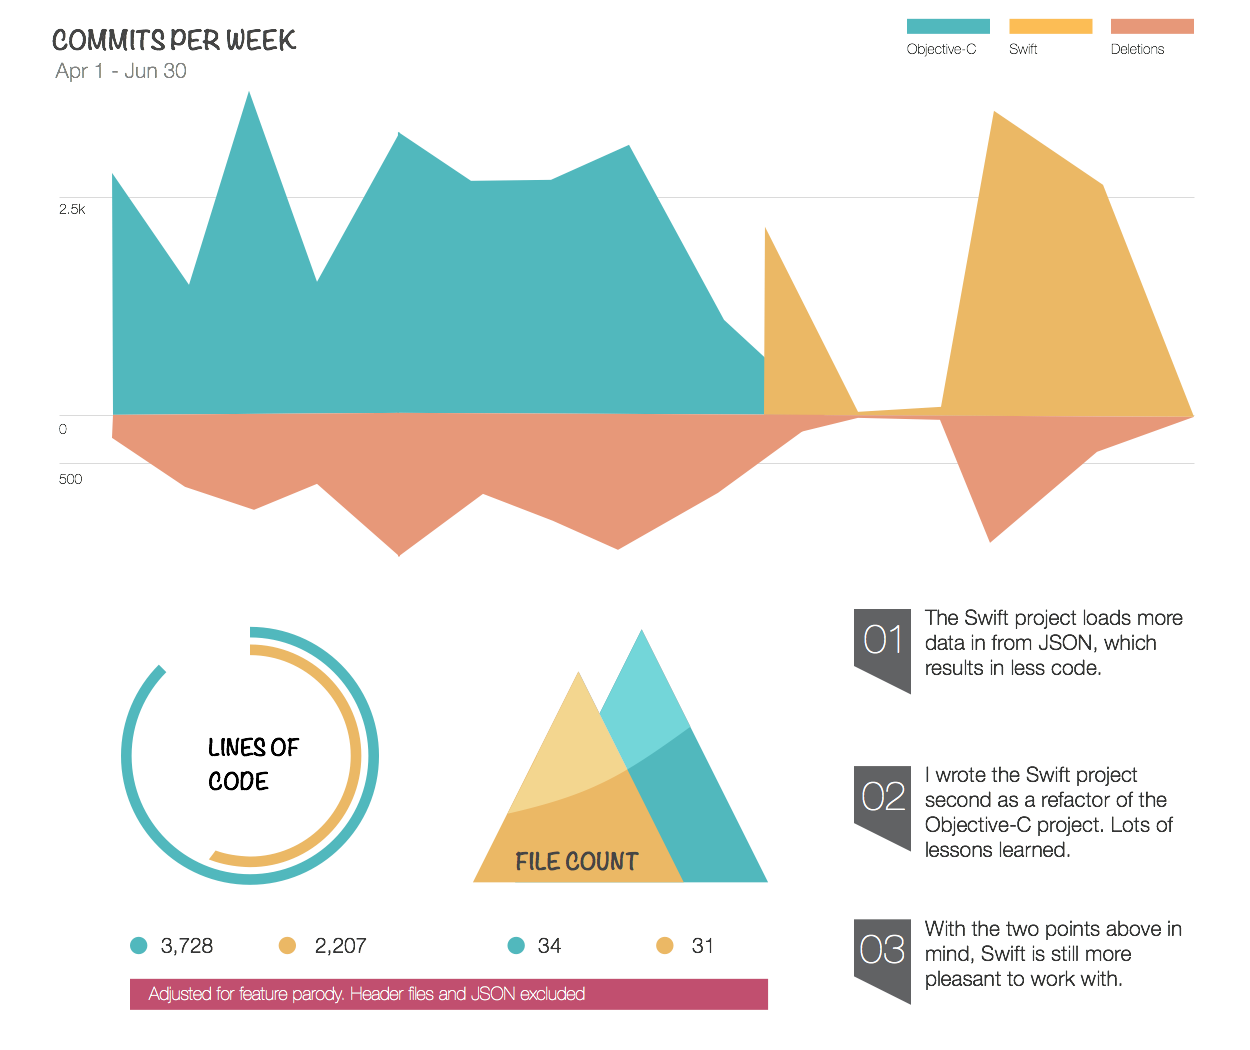 COMMITS PER WEEK
Apr 1 - Jun 30
Objective-C
Swift
Deletions
2.5k
0
500
LINES OF
CODE
3,728
2,207
FILE COUNT
34
31
Adjusted for feature parody. Header files and JSON excluded
01
The Swift project loads more
data in from JSON, which
results in less code.
02
I wrote the Swift project
second as a refactor of the
Objective-C project. Lots of
lessons learned.
03
With the two points above in
mind, Swift is still more
pleasant to work with.